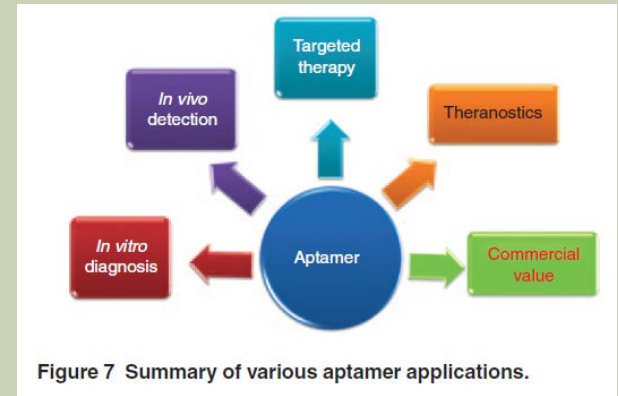 Targeted
therapy
In vivo
detection
Theranostics
In vitro
diagnosis
Aptamer
Commercial
value
Figure 7 Summary of various aptamer applications.